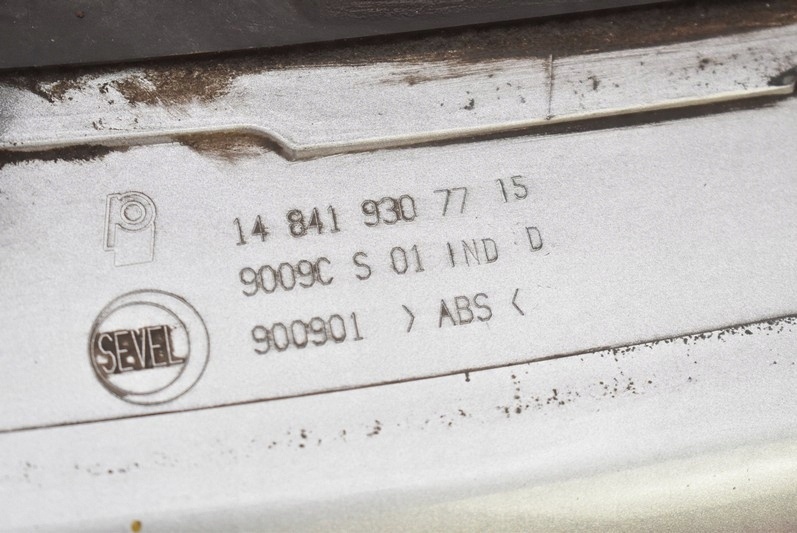 14 841 930 77 15
9009C S 01 IND D
900901 > ABS <
SEVEL